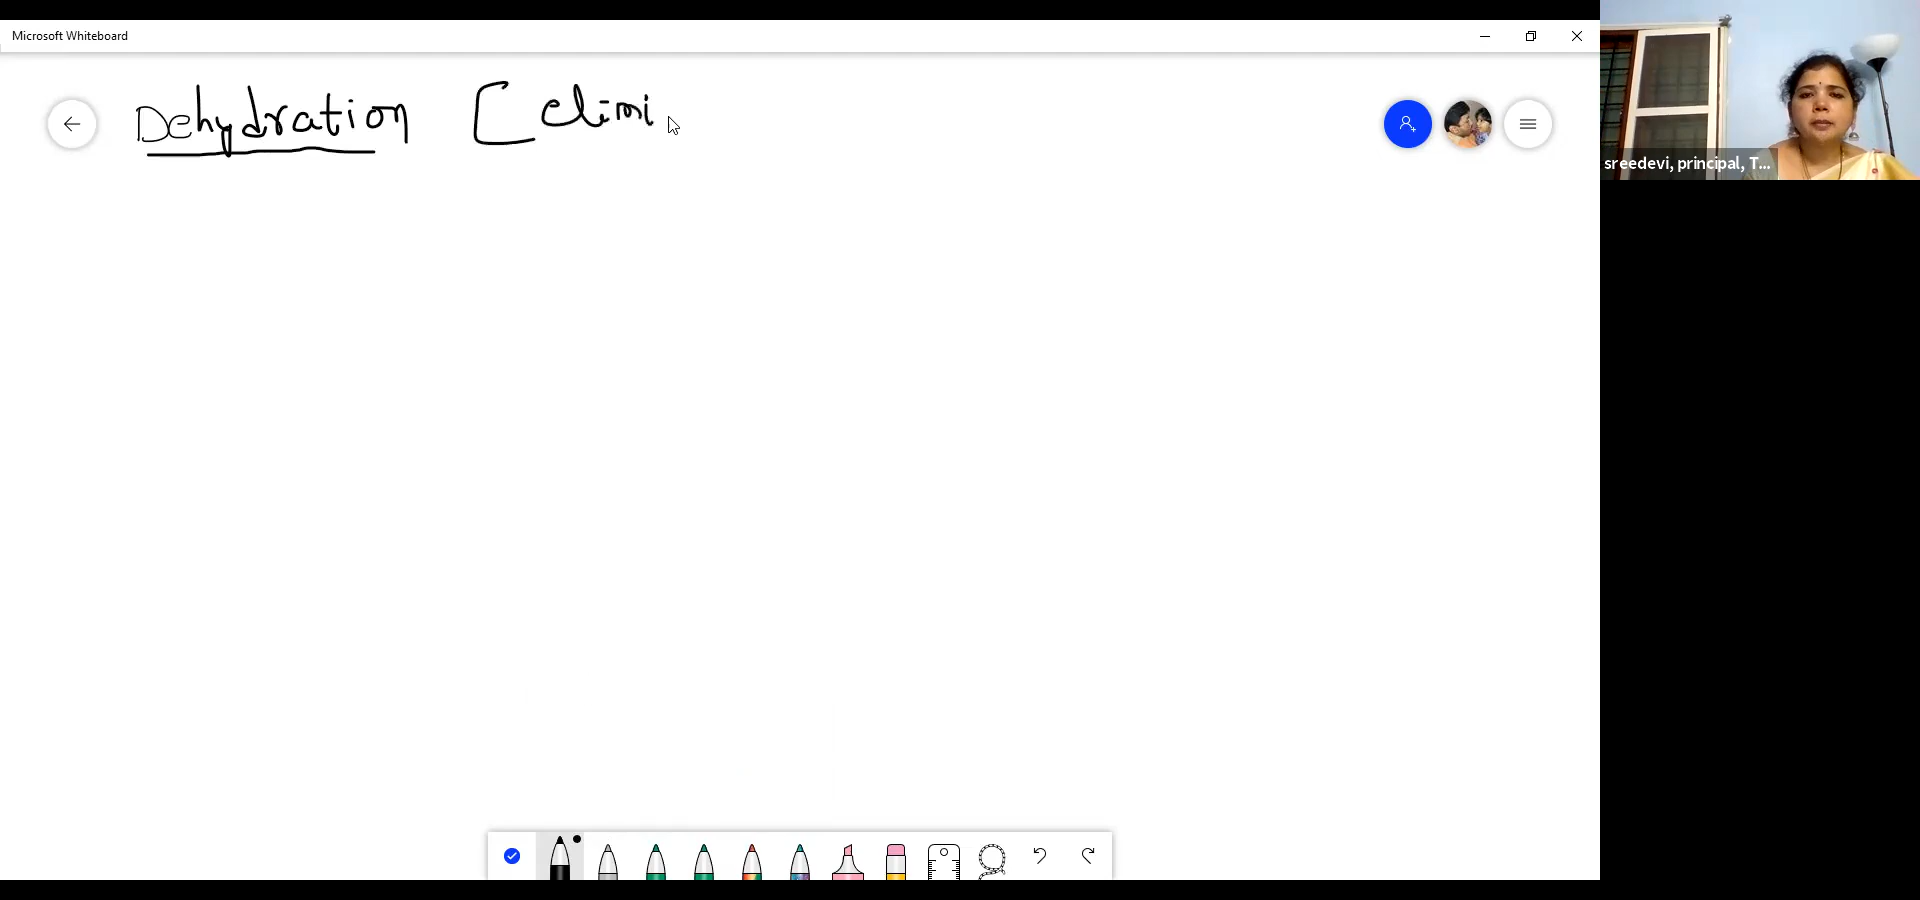 Microsoft Whiteboard
Dehydration [ elimi
sreedevi, principal, T...